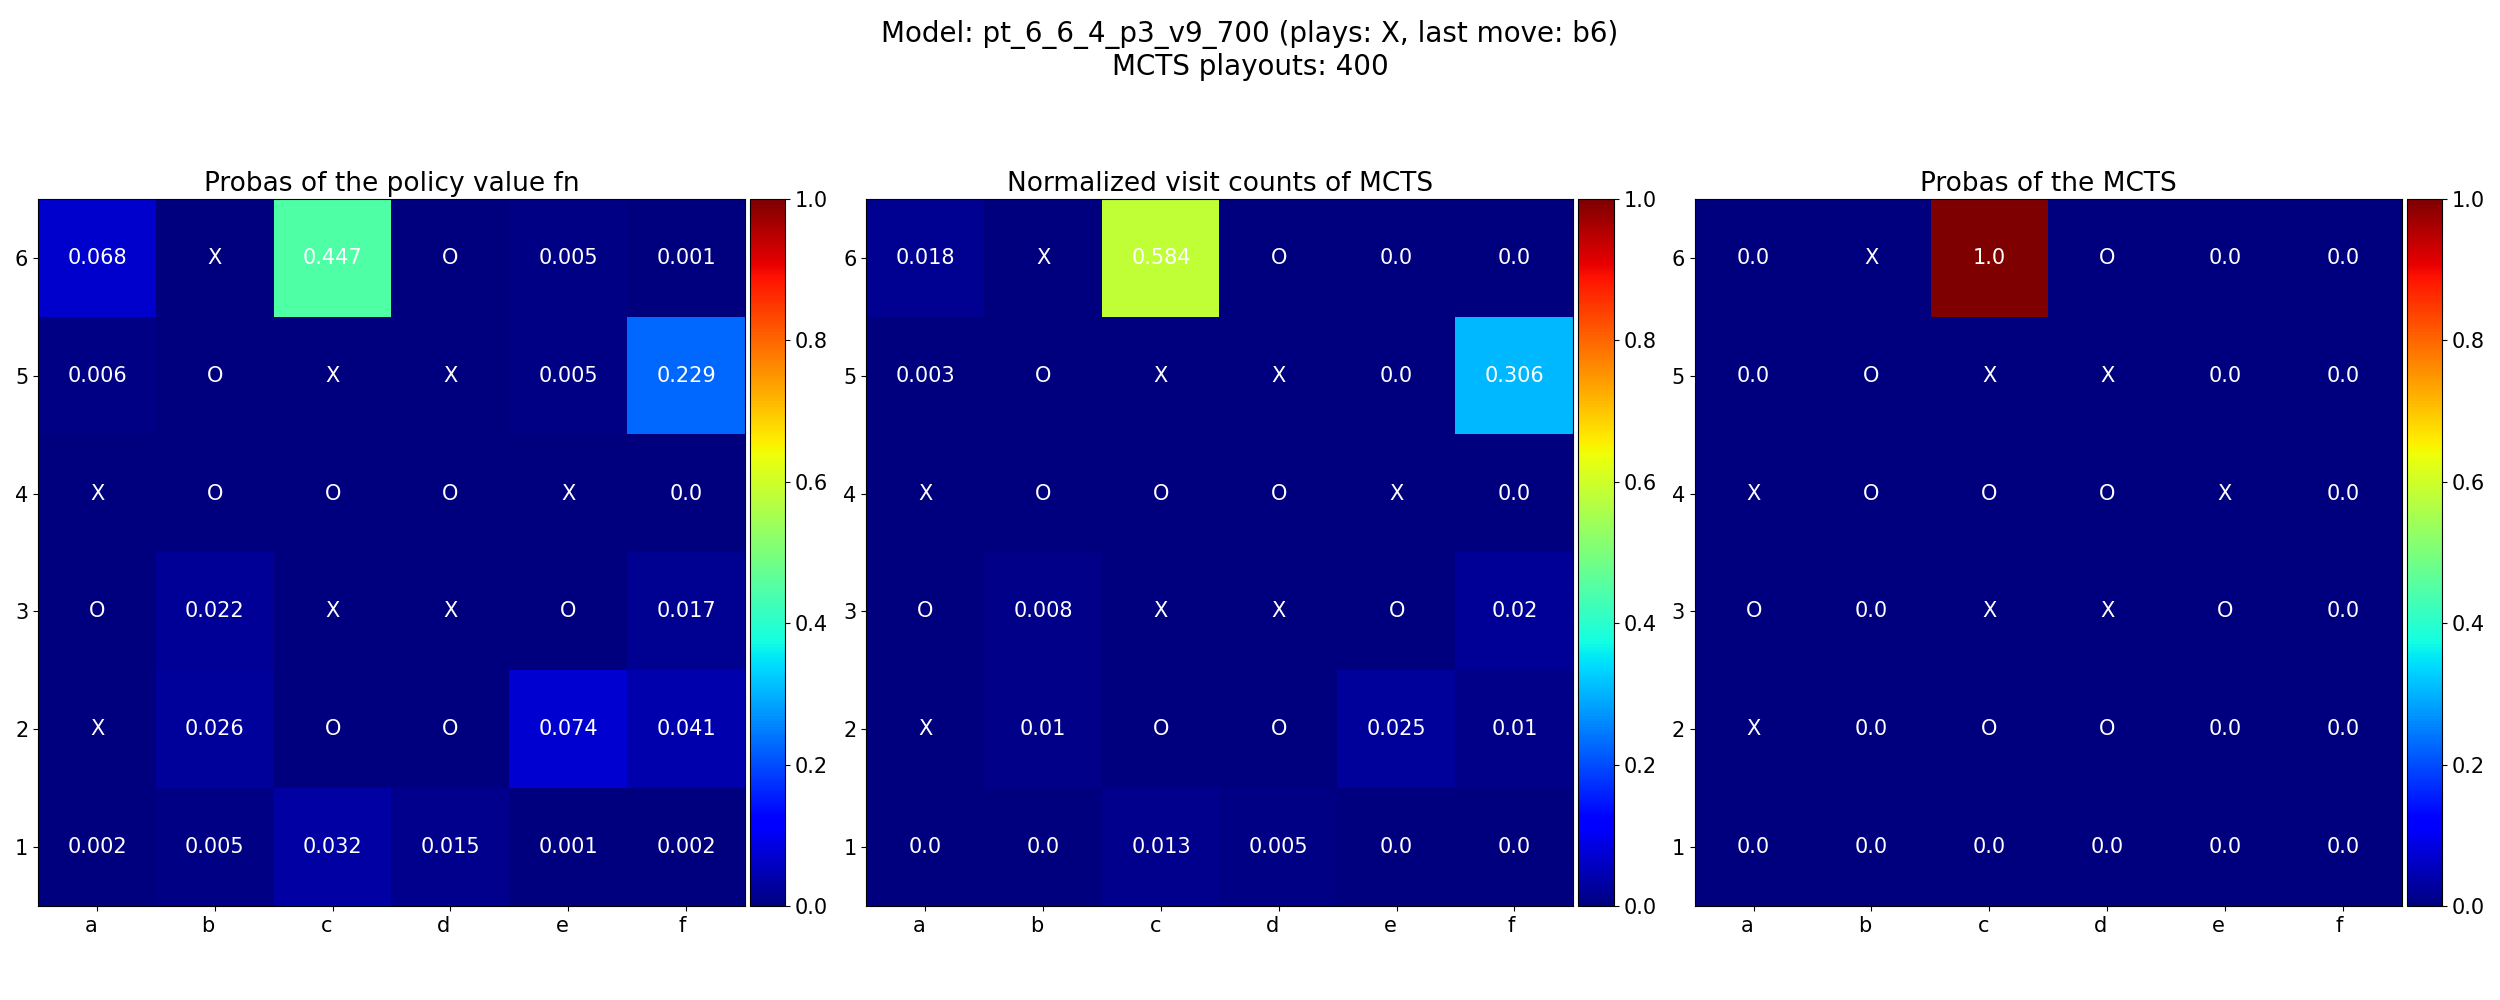 Model: pt_6_6_4_p3_v9_700 (plays: X, last move: b6)
MCTS playouts: 400
Probas of the policy value fn
1.0
6 0.068 X 0.447 O 0.005 0.001
0.8
5 0.006 O X X 0.005 0.229
0.6
4 X O O O X 0.0
0.4
3 O 0.022 X X O 0.017
0.2
2 X 0.026 O O 0.074 0.041
1 0.002 0.005 0.032 0.015 0.001 0.002
0.0
a b c d e f
Normalized visit counts of MCTS
1.0
6 0.018 X 0.584 O 0.0 0.0
0.8
5 0.003 O X X 0.0 0.306
0.6
4 X O O O X 0.0
0.4
3 O 0.008 X X O 0.02
0.2
2 X 0.01 O O 0.025 0.01
1 0.0 0.0 0.013 0.005 0.0 0.0
0.0
a b c d e f
Probas of the MCTS
1.0
6 0.0 X 1.0 O 0.0 0.0
0.8
5 0.0 O X X 0.0 0.0
0.6
4 X O O O X 0.0
0.4
3 O 0.0 X X O 0.0
0.2
2 X 0.0 O O 0.0 0.0
1 0.0 0.0 0.0 0.0 0.0 0.0
0.0
a b c d e f